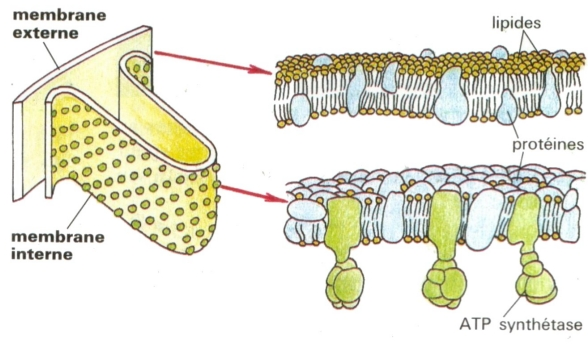 membrane
externe
lipides
protéines
membrane
interne
ATP synthétase